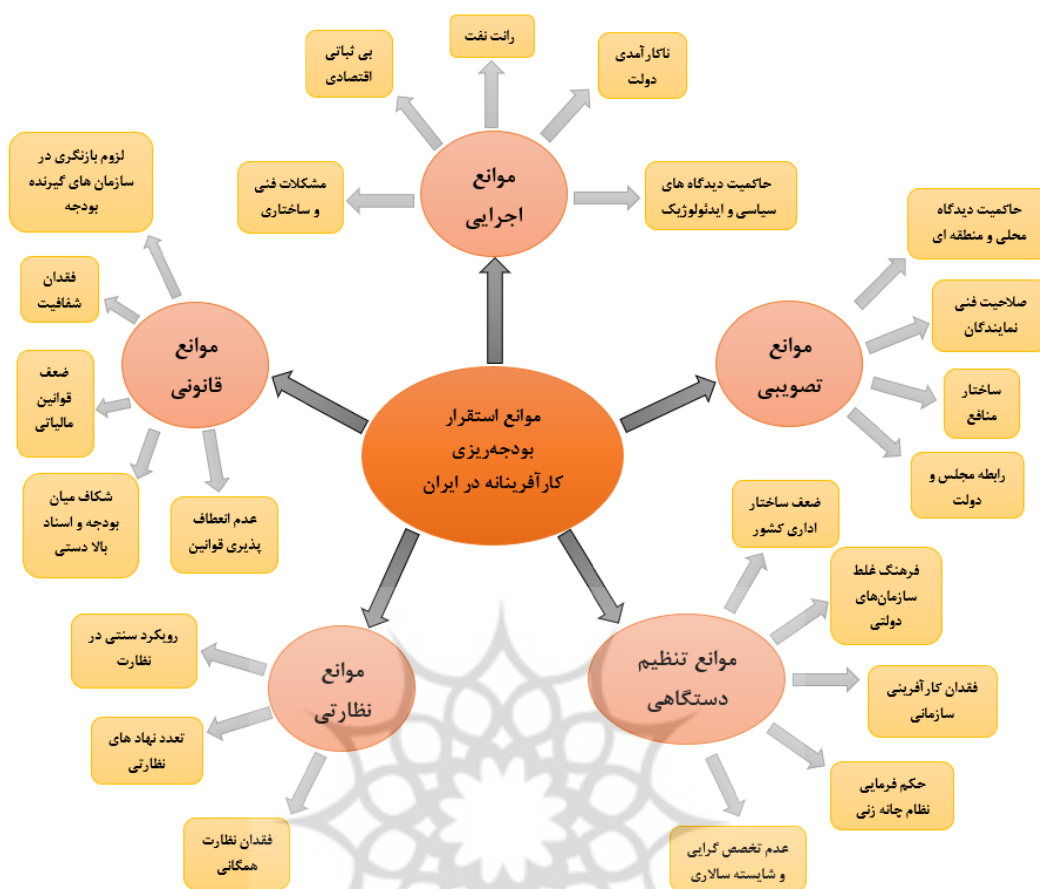 موانع استقرار
بودجه‌ریزی
کارآفرینانه در ایران
موانع
اجرایی
ناکارآمدی
دولت
رانت نفت
بی ثباتی
اقتصادی
مشکلات فنی
و ساختاری
حاکمیت دیدگاه های
سیاسی و ایدئولوژیک
موانع
تصویبی
حاکمیت دیدگاه
محلی و منطقه ای
صلاحیت فنی
نمایندگان
ساختار
منافع
رابطه مجلس و
دولت
موانع تنظیم
دستگاهی
ضعف ساختار
اداری کشور
فرهنگ غلط
سازمان‌های
دولتی
فقدان کارآفرینی
سازمانی
حکم فرمایی
نظام چانه زنی
عدم تخصص گرایی
و شایسته سالاری
موانع
نظارتی
رویکرد سنتی در
نظارت
تعدد نهاد های
نظارتی
فقدان نظارت
همگانی
موانع
قانونی
لزوم بازنگری در
سازمان های گیرنده
بودجه
فقدان
شفافیت
ضعف
قوانین
مالیاتی
شکاف میان
بودجه و اسناد
بالا دستی
عدم انعطاف
پذیری قوانین